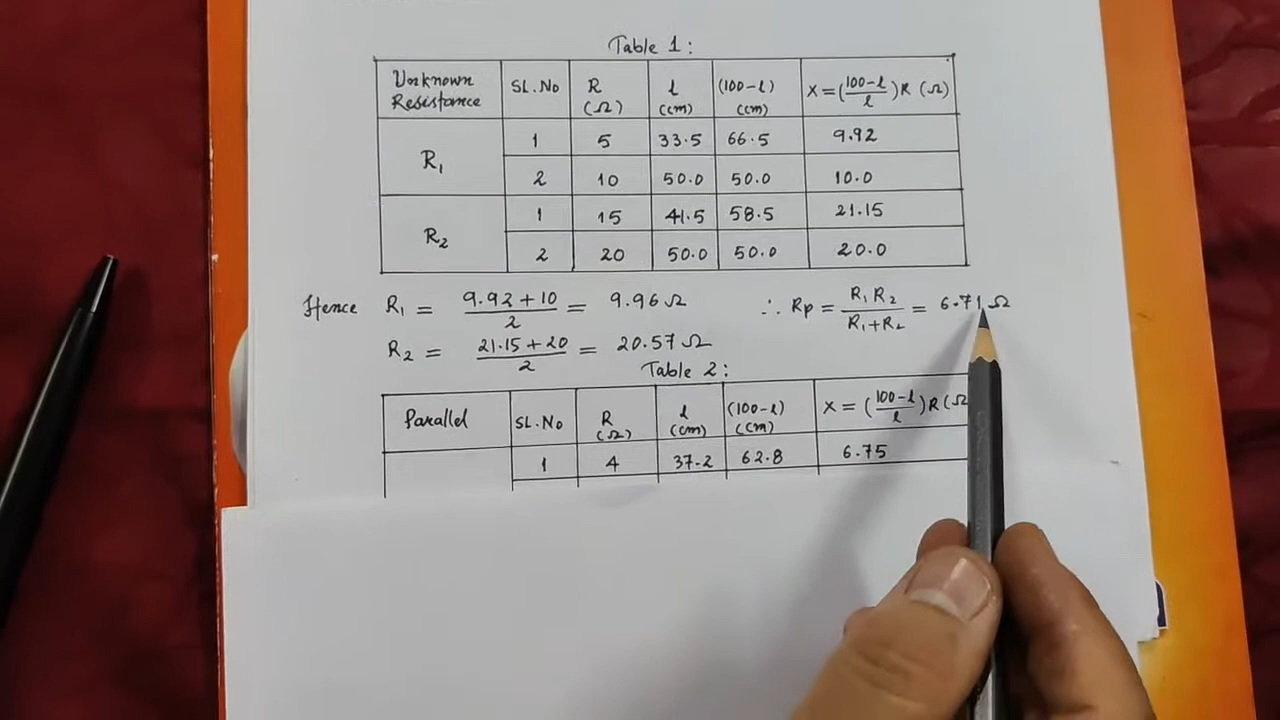 Table 1:
Unknown Resistance | SL.No | R (Ω) | l (cm) | (100-l) (cm) | X=((100-l)/l)R (Ω)
R₁ | 1 | 5 | 33.5 | 66.5 | 9.92
2 | 10 | 50.0 | 50.0 | 10.0
R₂ | 1 | 15 | 41.5 | 58.5 | 21.15
2 | 20 | 50.0 | 50.0 | 20.0
Hence R₁ = (9.92+10)/2 = 9.96 Ω ∴ Rp = R₁R₂/(R₁+R₂) = 6.71 Ω
R₂ = (21.15+20)/2 = 20.57 Ω
Table 2:
Parallel | SL.No | R (Ω) | l (cm) | (100-l) (cm) | X = ((100-l)/l)R (Ω
1 | 4 | 37.2 | 62.8 | 6.75